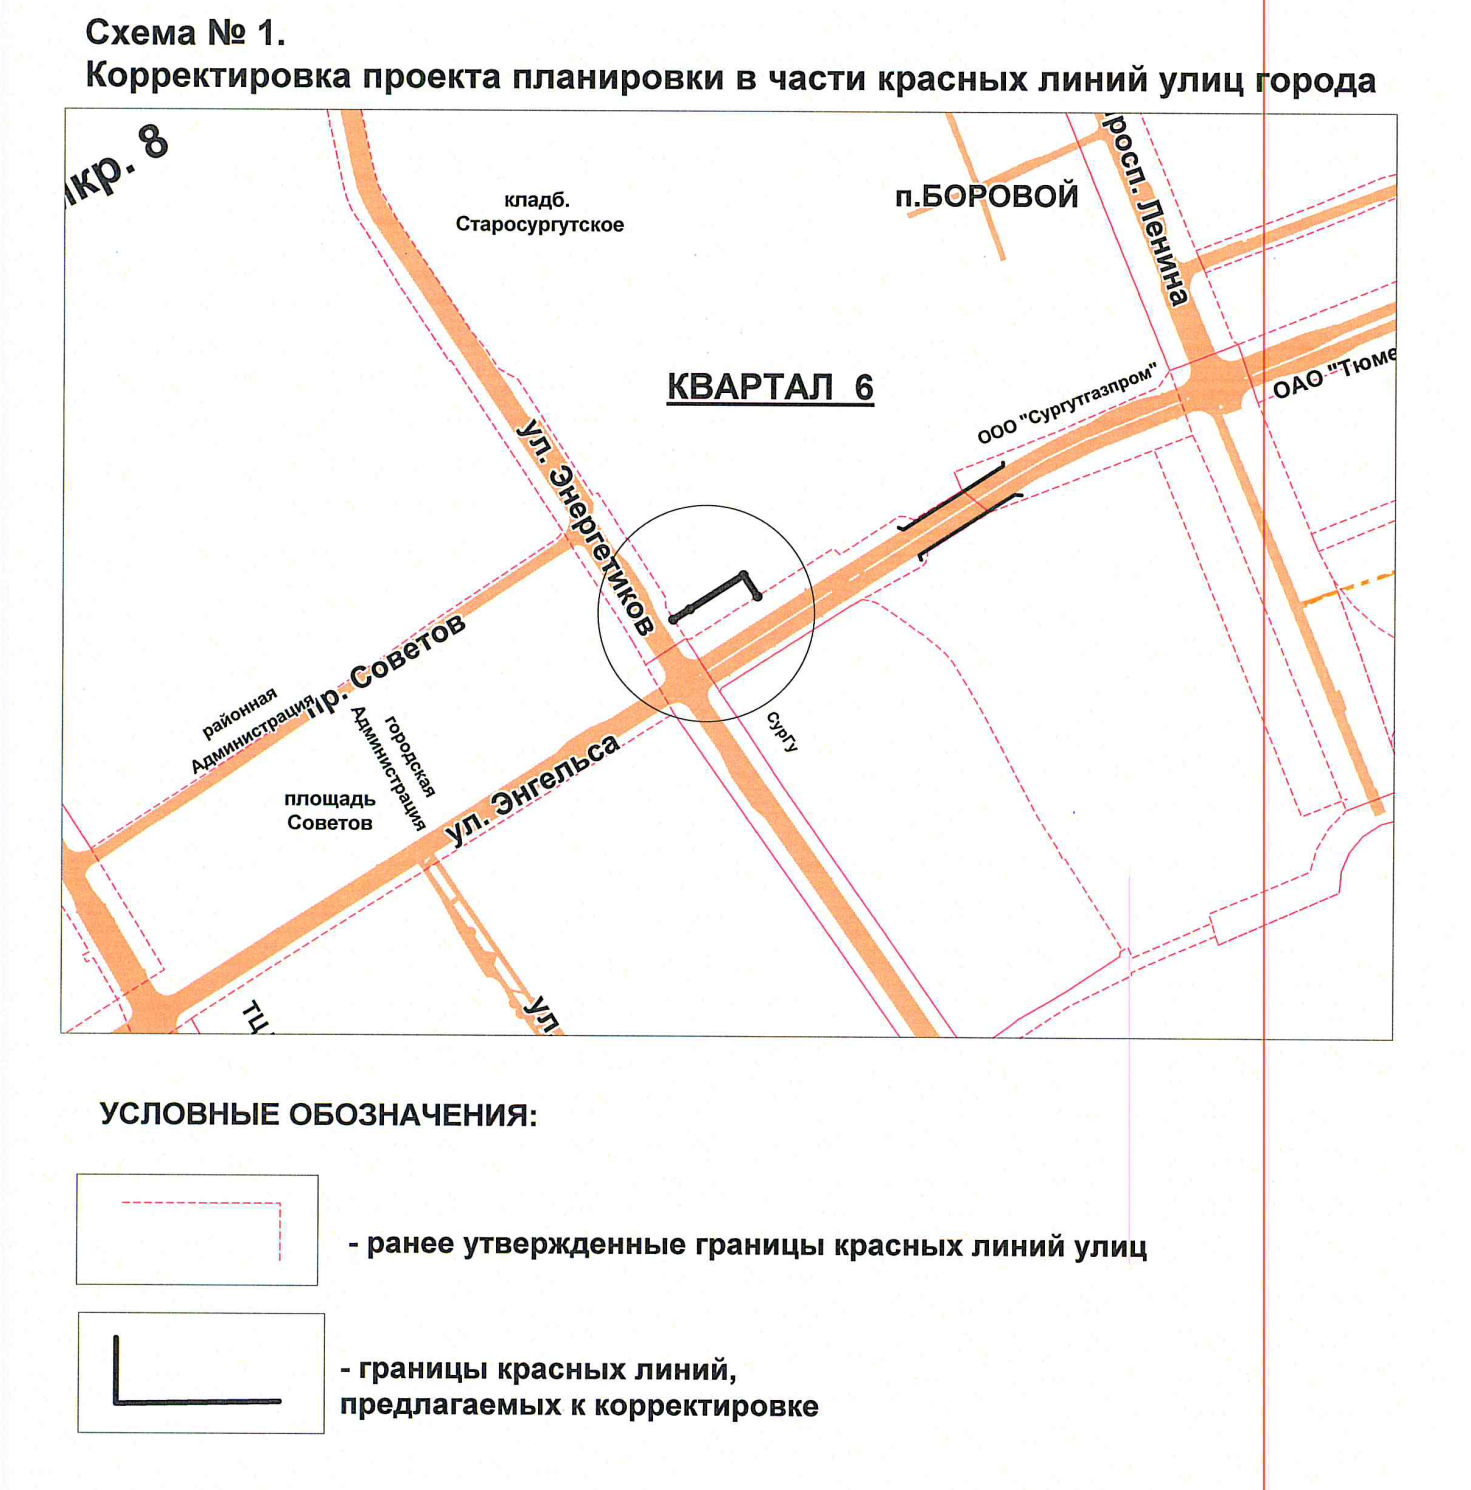 Схема № 1.
Корректировка проекта планировки в части красных линий улиц города
мкр. 8
кладб.
Старосургутское
п.БОРОВОЙ
просп. Ленина
КВАРТАЛ 6
ООО "Сургутгазпром"
ОАО "Тюме
ул. Энергетиков
пр. Советов
районная
Администрация
городская
Администрация
площадь
Советов
ул. Энгельса
СурГу
ТЦ
ул
УСЛОВНЫЕ ОБОЗНАЧЕНИЯ:
- ранее утвержденные границы красных линий улиц
- границы красных линий,
предлагаемых к корректировке